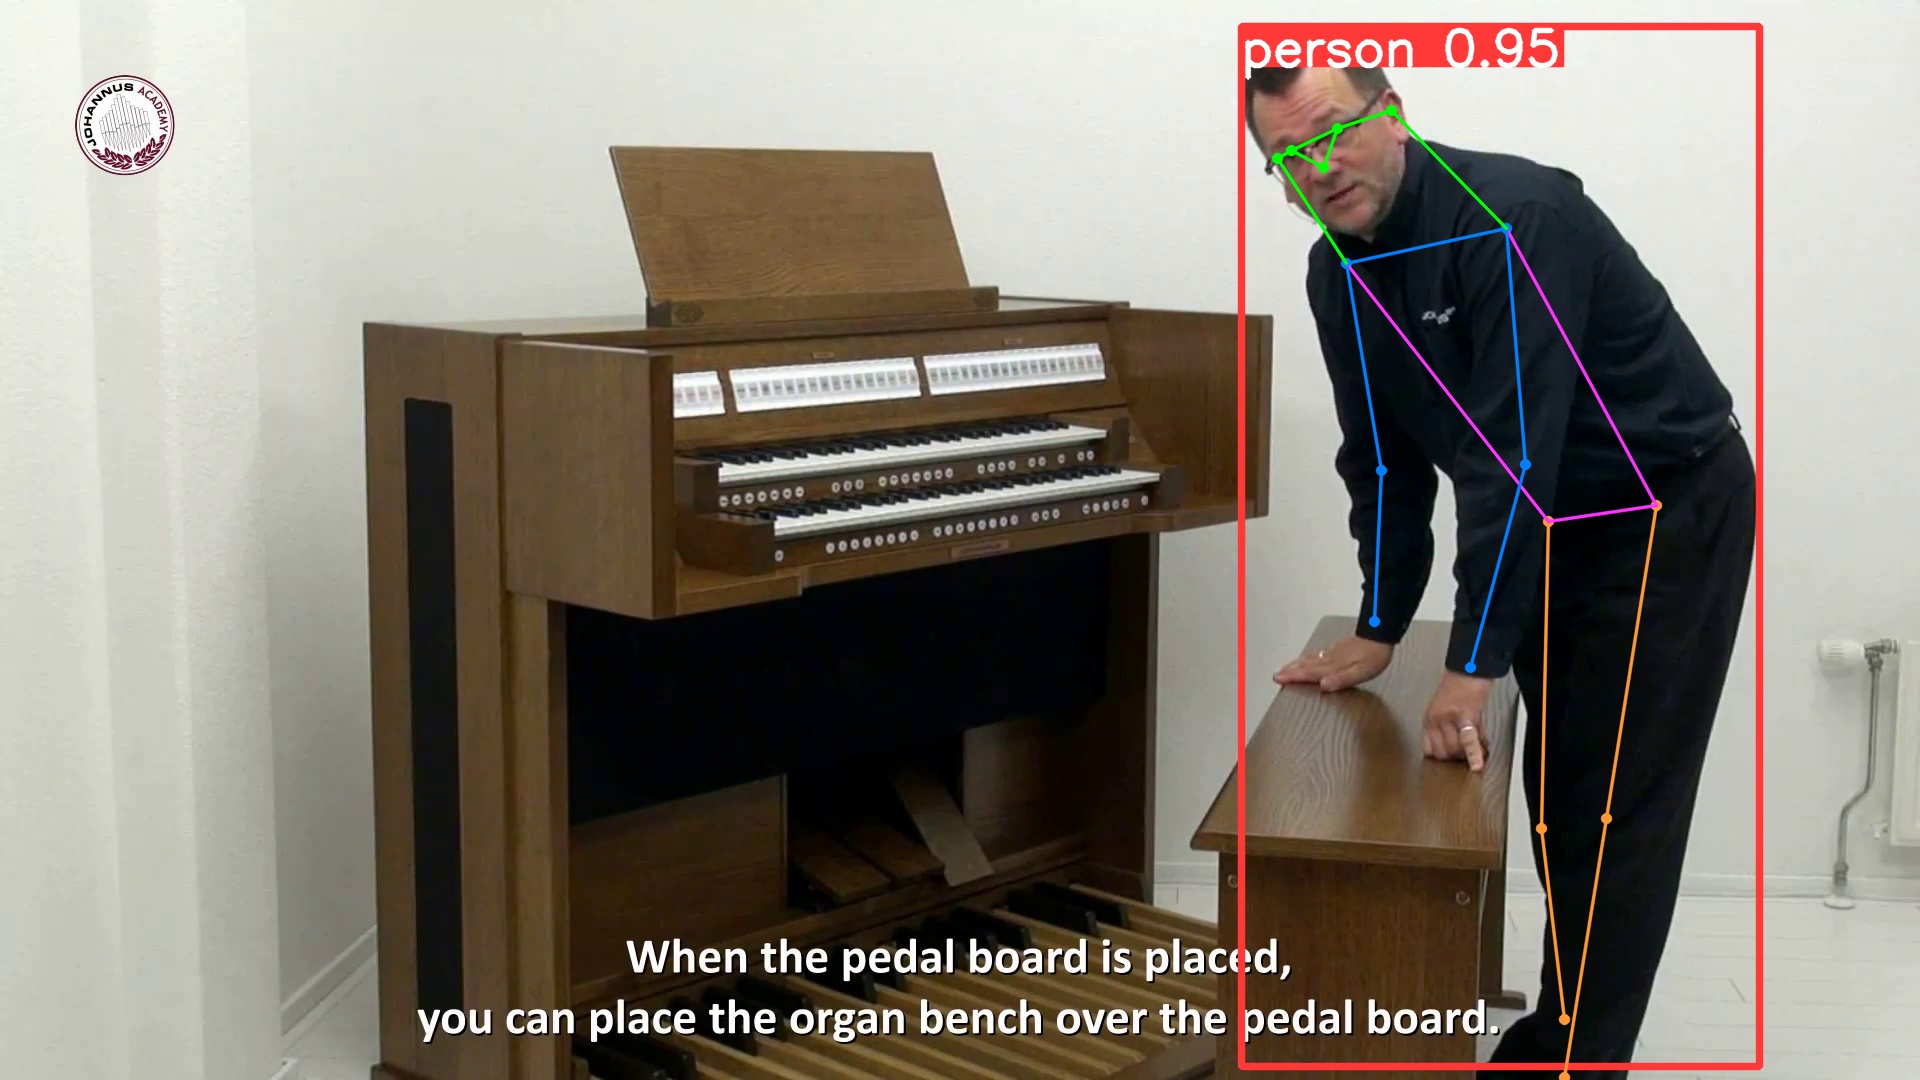 person 0.95
JOHANNUS ACADEMY
When the pedal board is placed,
you can place the organ bench over the pedal board.